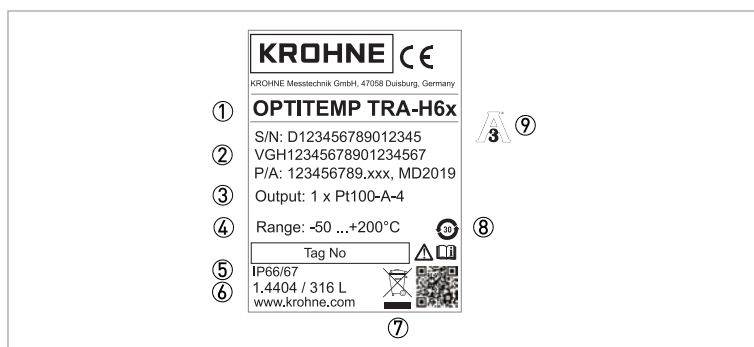 KROHNE CE
KROHNE Messtechnik GmbH, 47058 Duisburg, Germany
① OPTITEMP TRA-H6x
A3 ⑨
S/N: D123456789012345
② VGH12345678901234567
P/A: 123456789.xxx, MD2019
③ Output: 1 x Pt100-A-4
④ Range: -50 ...+200°C 30 ⑧
Tag No
⑤ IP66/67
⑥ 1.4404 / 316 L
www.krohne.com
⑦